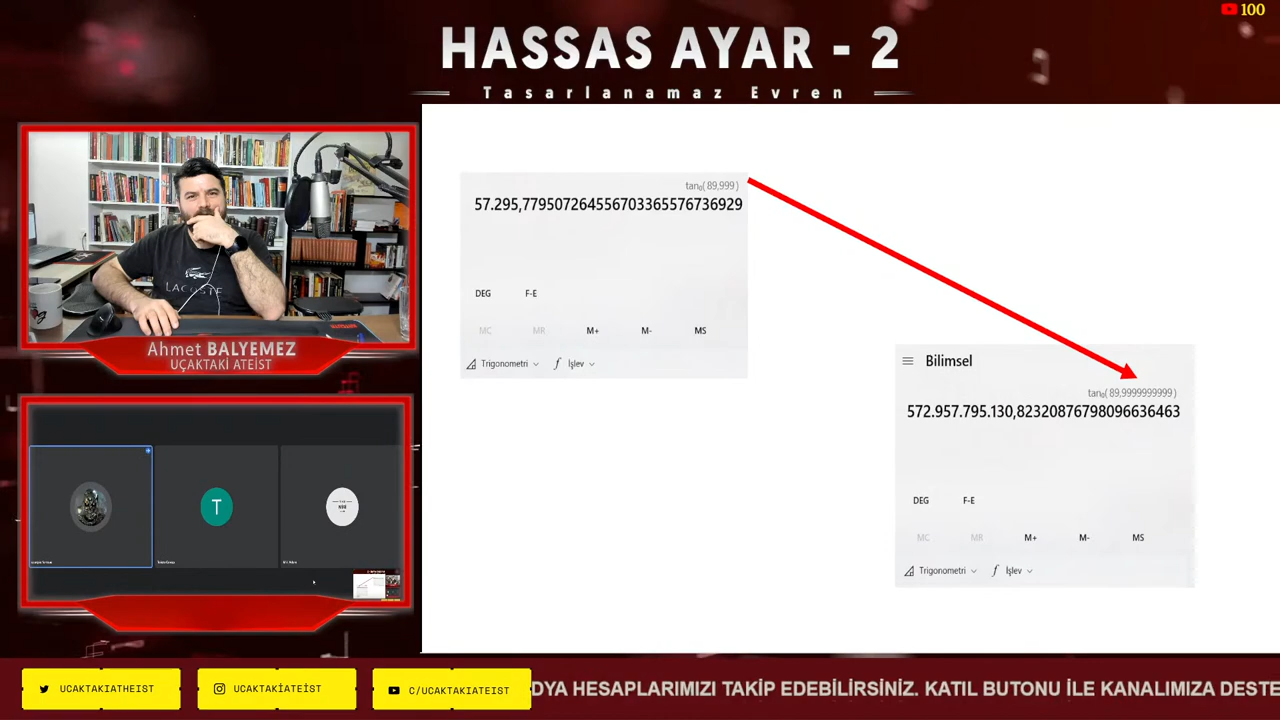 100
HASSAS AYAR - 2
Tasarlanamaz Evren
tan₀( 89,999 )
57.295,779507264556703365576736929
DEG F-E
MC MR M+ M- MS
Trigonometri İşlev
LACOSTE
Ahmet BALYEMEZ
UÇAKTAKİ ATEİST
Bilimsel
tan₀( 89,9999999999 )
572.957.795.130,82320876798096636463
DEG F-E
MC MR M+ M- MS
Trigonometri İşlev
T
UCAKTAKIATHEIST
UCAKTAKİATEİST
C/UCAKTAKIATEIST
DYA HESAPLARIMIZI TAKİP EDEBİLİRSİNİZ. KATIL BUTONU İLE KANALIMIZA DESTE